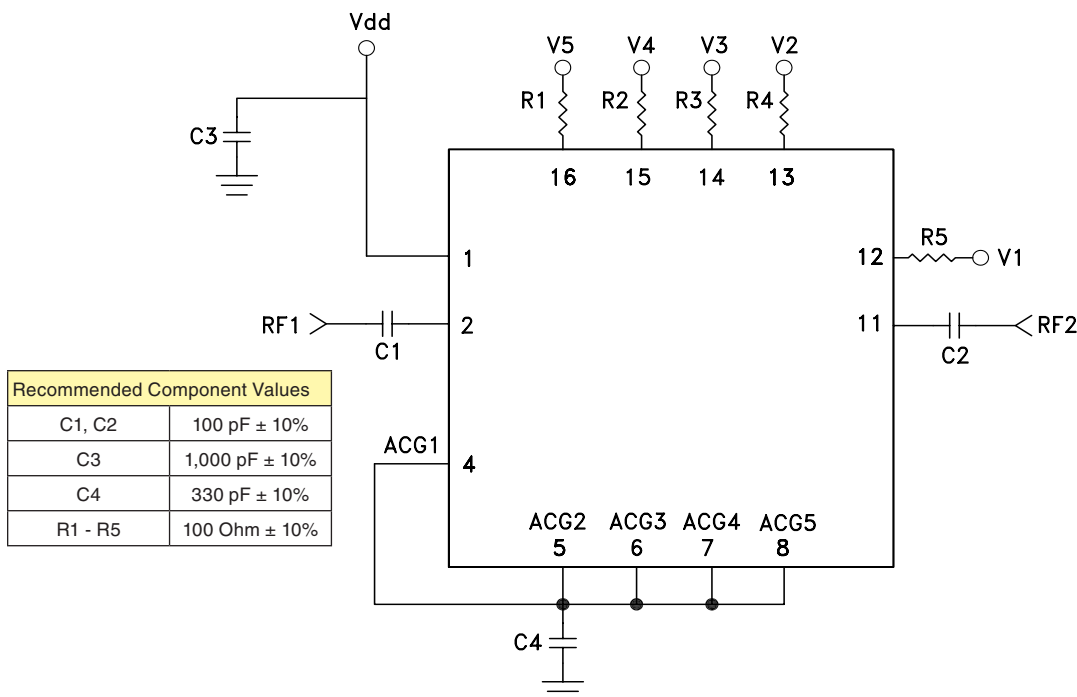 Vdd
V5 V4 V3 V2
R1 R2 R3 R4
C3
16 15 14 13
1
12 R5 V1
RF1 C1 2
11 C2 RF2
Recommended Component Values
C1, C2 100 pF ± 10%
C3 1,000 pF ± 10%
C4 330 pF ± 10%
R1 - R5 100 Ohm ± 10%
ACG1 4
ACG2 ACG3 ACG4 ACG5
5 6 7 8
C4